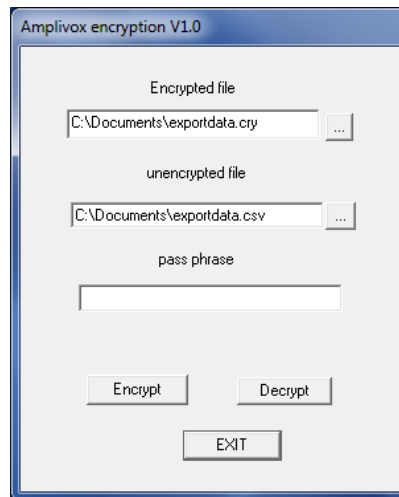 Amplivox encryption V1.0
Encrypted file
C:\Documents\exportdata.cry ...
unencrypted file
C:\Documents\exportdata.csv ...
pass phrase
Encrypt Decrypt
EXIT